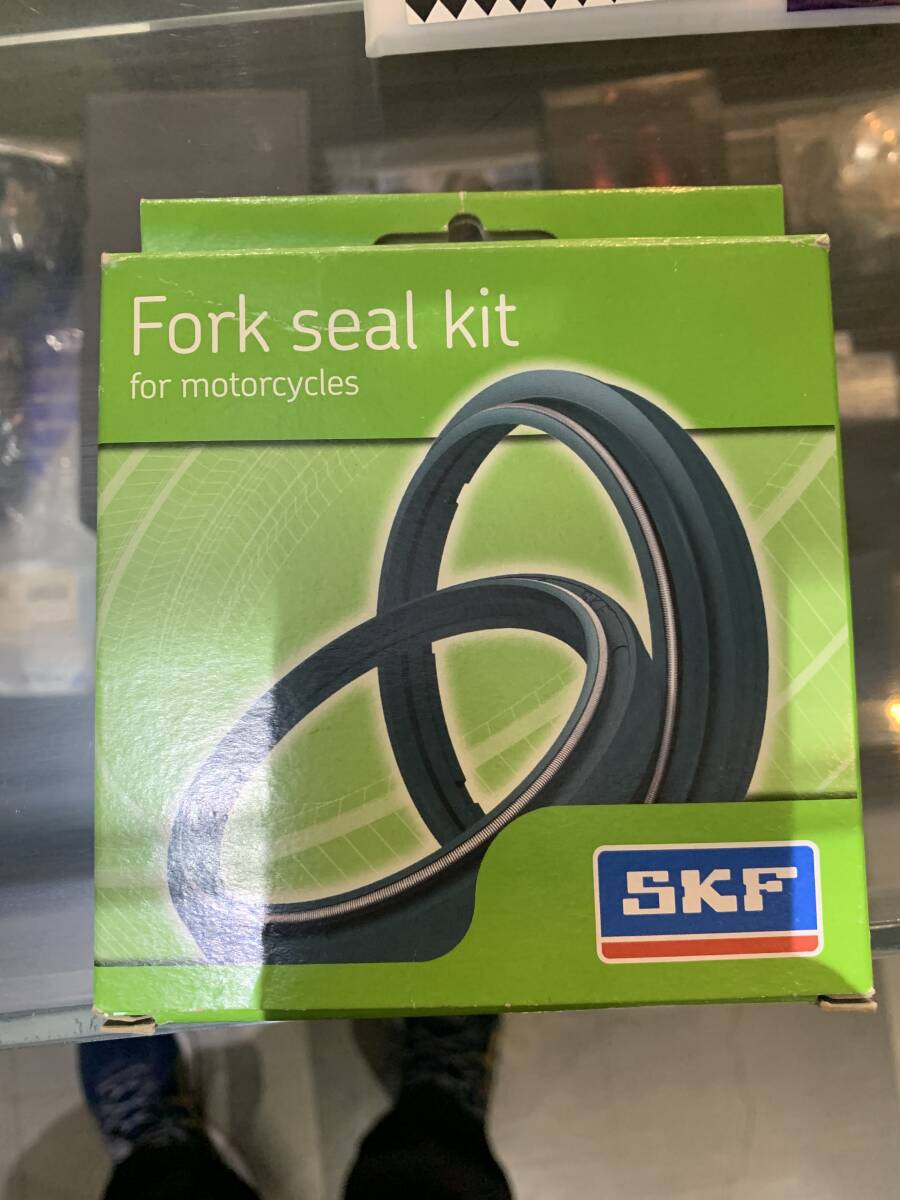 Fork seal kit
for motorcycles
SKF